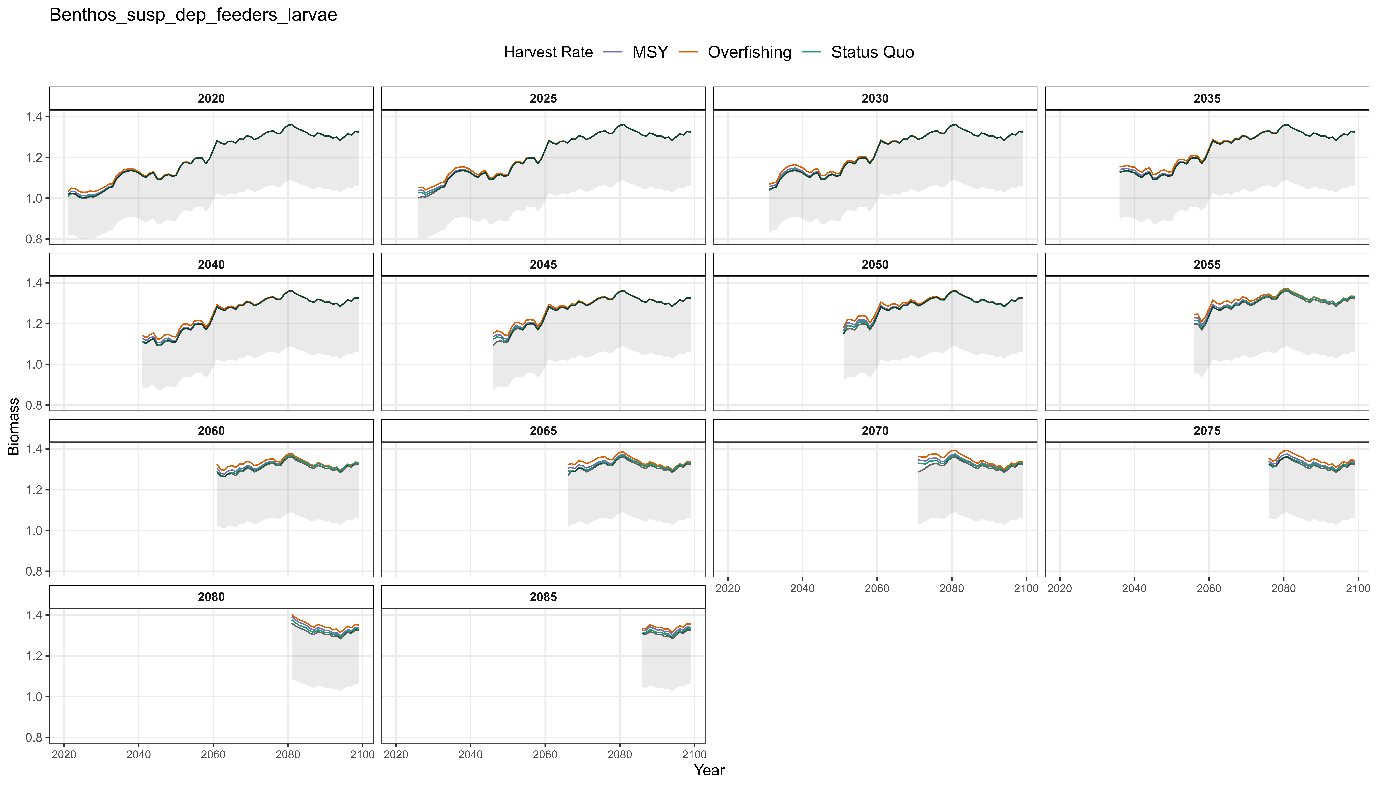 Benthos_susp_dep_feeders_larvae
Harvest Rate MSY Overfishing Status Quo
2020 2025 2030 2035
1.4
1.2
1.0
0.8
2040 2045 2050 2055
1.4
1.2
1.0
0.8
Biomass
2060 2065 2070 2075
1.4
1.2
1.0
0.8
2020 2040 2060 2080 2100 2020 2040 2060 2080 2100
2080 2085
1.4
1.2
1.0
0.8
2020 2040 2060 2080 2100 2020 2040 2060 2080 2100
Year